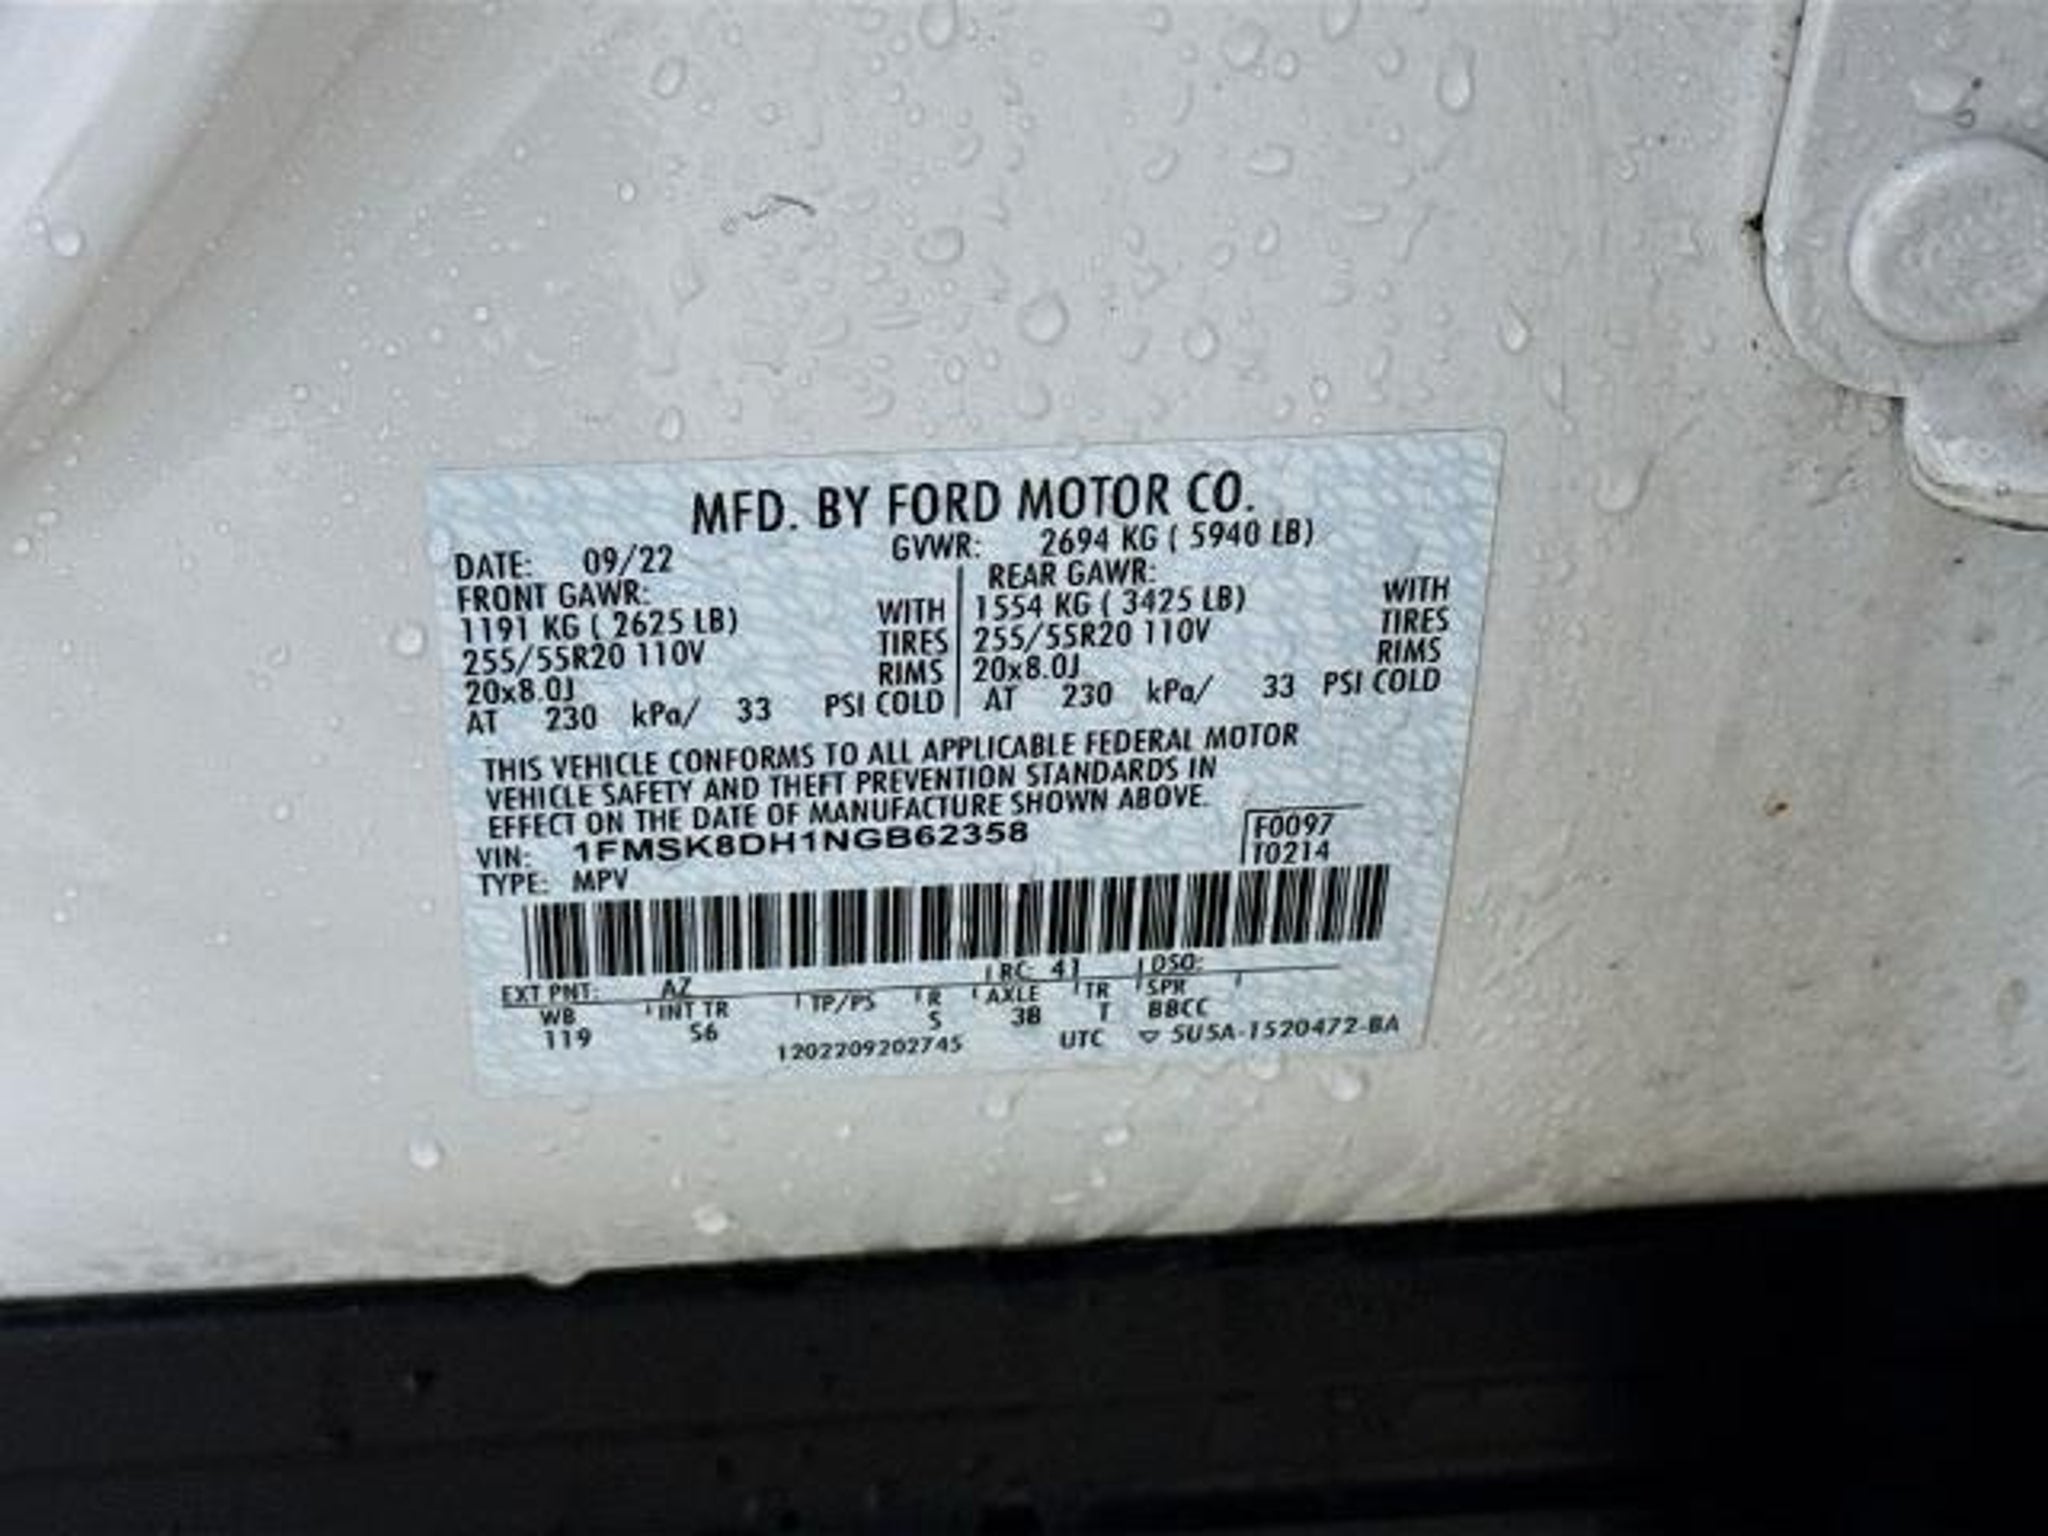 MFD. BY FORD MOTOR CO.
DATE: 09/22 GVWR: 2694 KG ( 5940 LB)
FRONT GAWR: REAR GAWR:
1191 KG ( 2625 LB) WITH 1554 KG ( 3425 LB) WITH
255/55R20 110V TIRES 255/55R20 110V TIRES
20x8.0J RIMS 20x8.0J RIMS
AT 230 kPa/ 33 PSI COLD AT 230 kPa/ 33 PSI COLD
THIS VEHICLE CONFORMS TO ALL APPLICABLE FEDERAL MOTOR
VEHICLE SAFETY AND THEFT PREVENTION STANDARDS IN
EFFECT ON THE DATE OF MANUFACTURE SHOWN ABOVE.
VIN: 1FMSK8DH1NGB62358 F0097
TYPE: MPV T0214
EXT PNT: AZ RC: 41 DSO:
WB INT TR TP/PS R AXLE TR SPR
119 S6 S 3B T BBCC
1202209202745 UTC ▽ 5U5A-1520472-BA